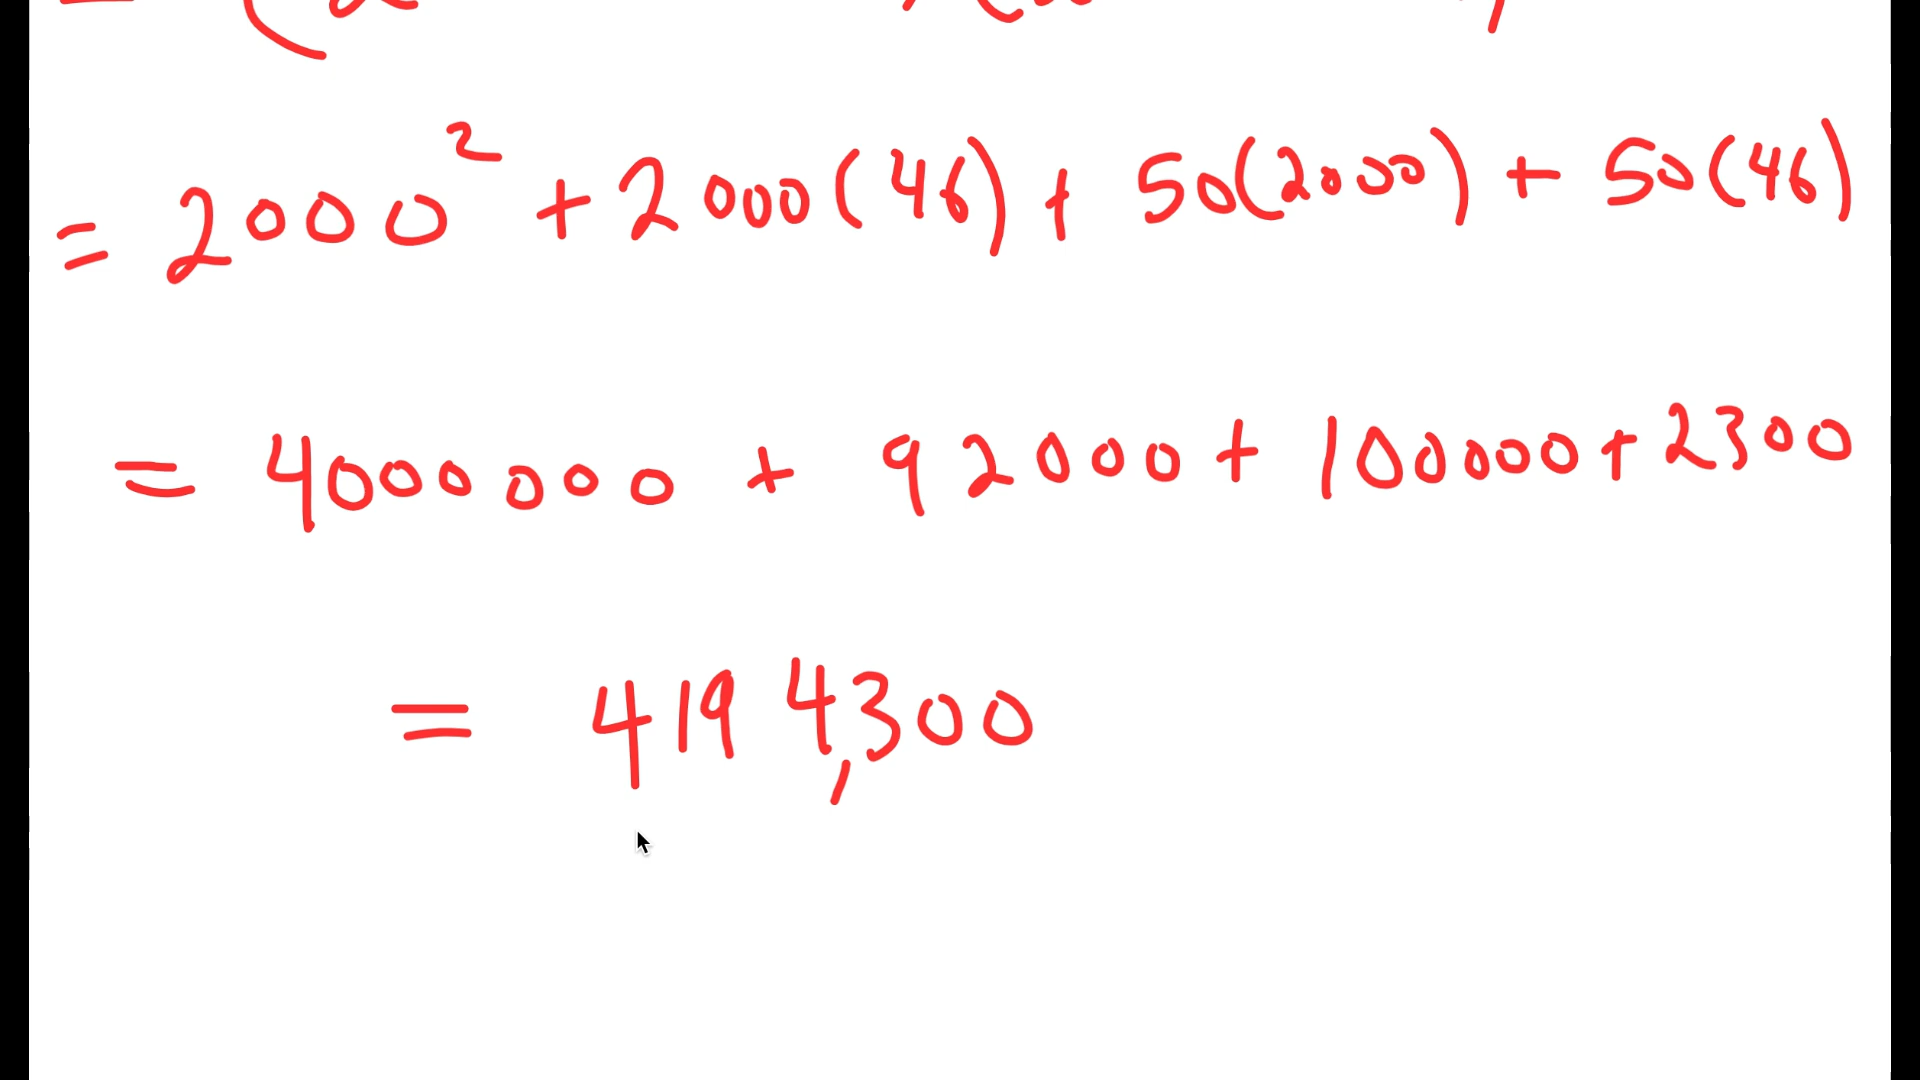 = 2000² + 2000(46) + 50(2000) + 50(46)
= 4000000 + 92000 + 100000 + 2300
= 4194,300